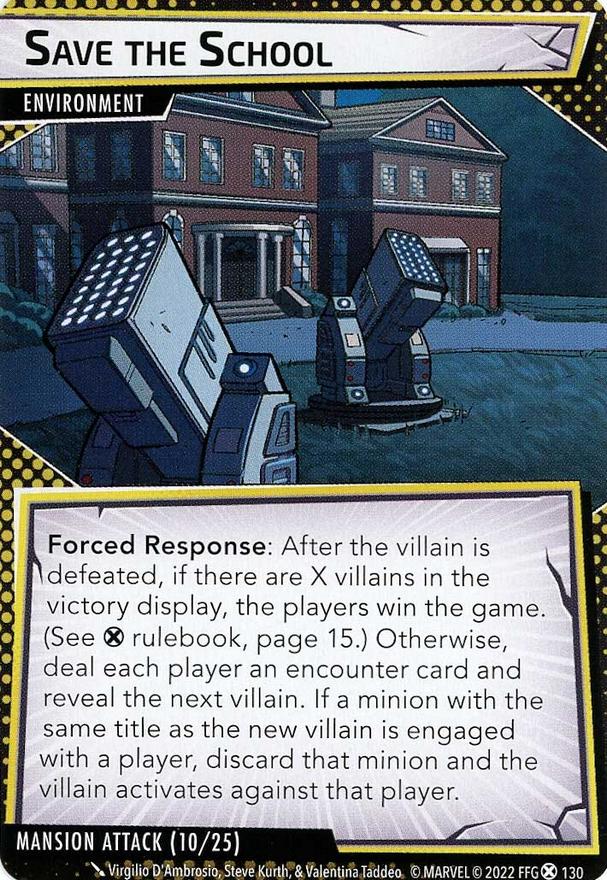 SAVE THE SCHOOL
ENVIRONMENT
Forced Response: After the villain is
defeated, if there are X villains in the
victory display, the players win the game.
(See rulebook, page 15.) Otherwise,
deal each player an encounter card and
reveal the next villain. If a minion with the
same title as the new villain is engaged
with a player, discard that minion and the
villain activates against that player.
MANSION ATTACK (10/25)
Virgilio D'Ambrosio, Steve Kurth, & Valentina Taddeo © MARVEL © 2022 FFG 130